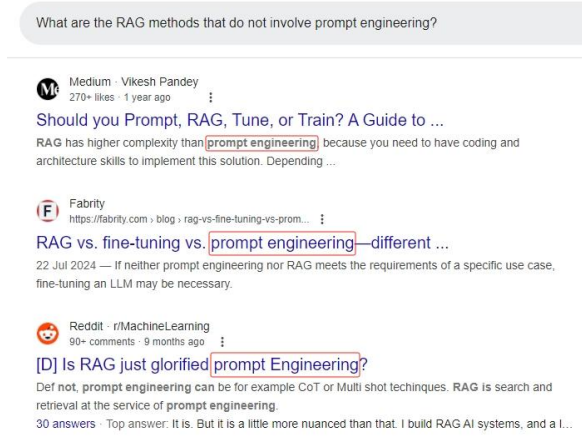 What are the RAG methods that do not involve prompt engineering?
Medium · Vikesh Pandey
270+ likes · 1 year ago
Should you Prompt, RAG, Tune, or Train? A Guide to ...
RAG has higher complexity than prompt engineering, because you need to have coding and
architecture skills to implement this solution. Depending ...
F
Fabrity
https://fabrity.com › blog › rag-vs-fine-tuning-vs-prom...
RAG vs. fine-tuning vs. prompt engineering—different ...
22 Jul 2024 — If neither prompt engineering nor RAG meets the requirements of a specific use case,
fine-tuning an LLM may be necessary.
Reddit · r/MachineLearning
90+ comments · 9 months ago
[D] Is RAG just glorified prompt Engineering?
Def not, prompt engineering can be for example CoT or Multi shot techinques. RAG is search and
retrieval at the service of prompt engineering.
30 answers · Top answer: It is. But it is a little more nuanced than that. I build RAG AI systems, and a l...